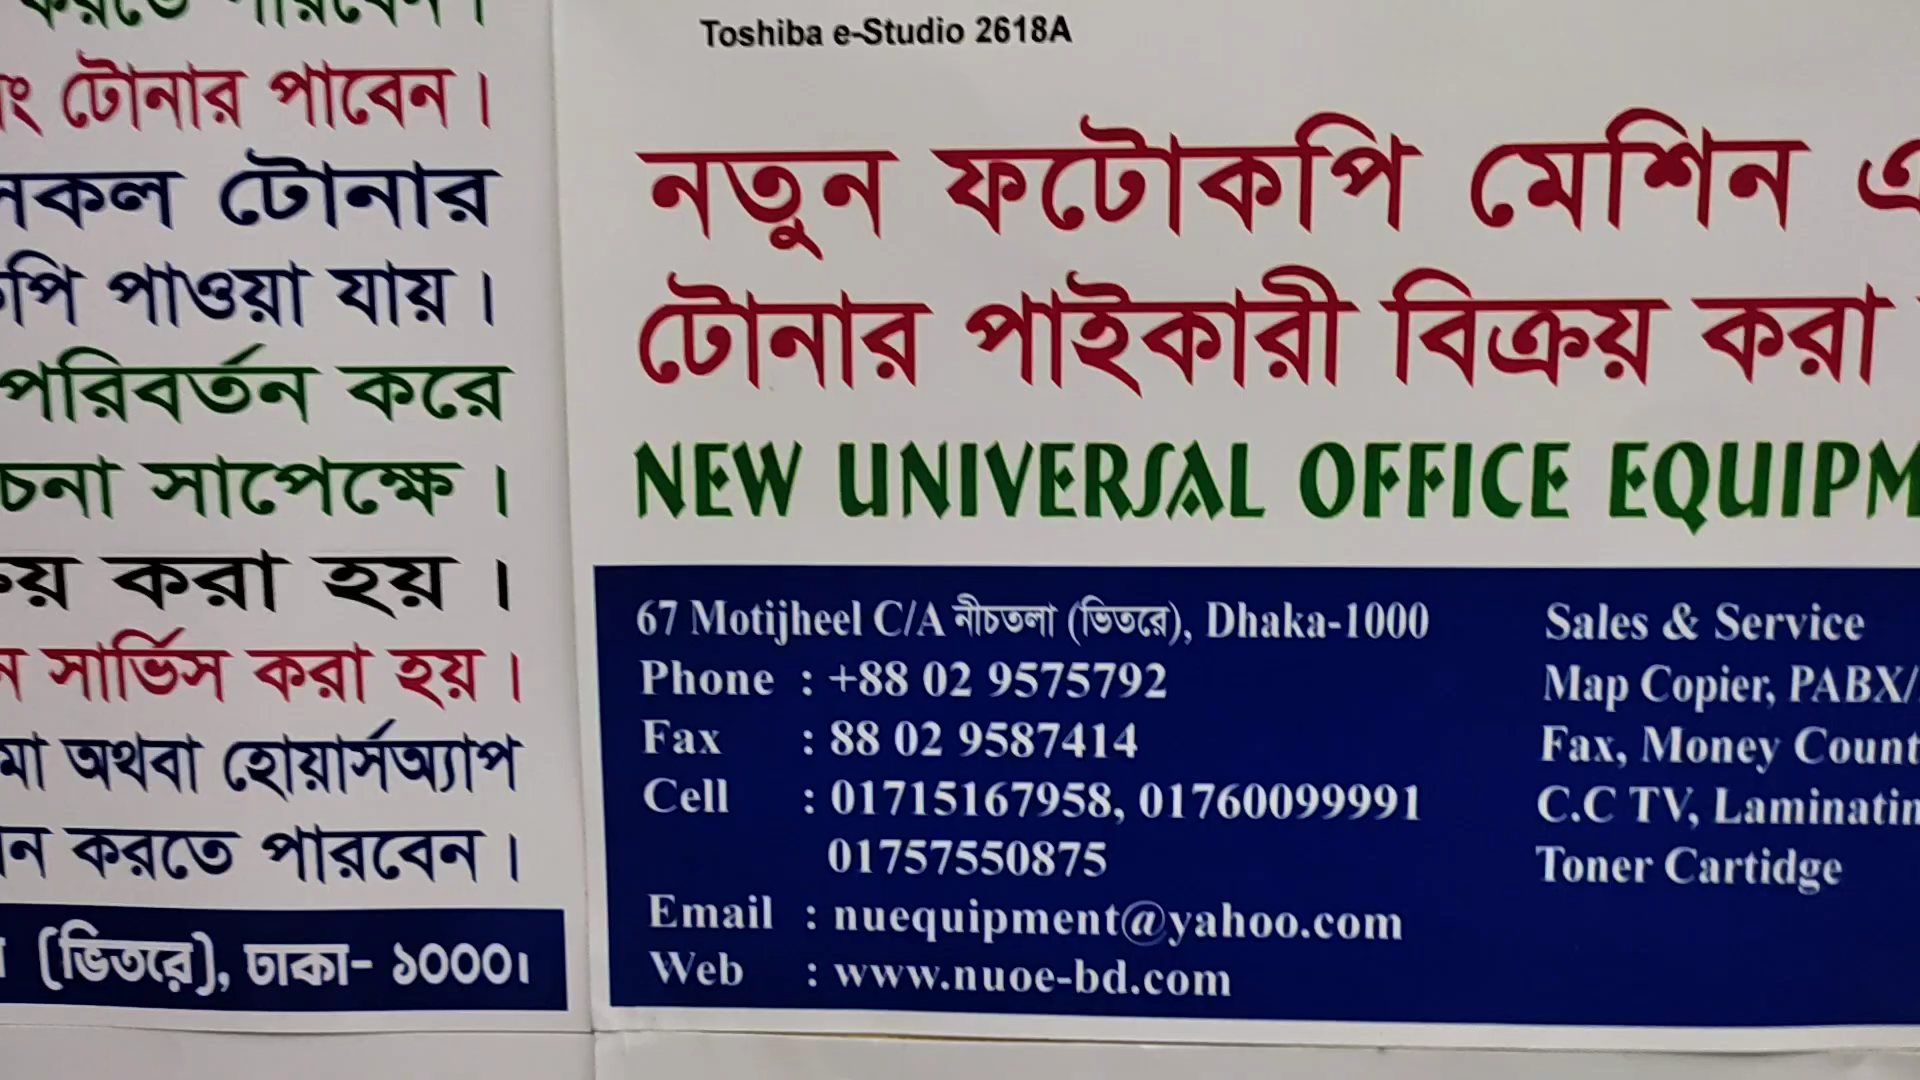 করতে পারবেন।
টোনার পাবেন।
টোনার
পাওয়া যায়।
পরিবর্তন করে
সাপেক্ষে।
করা হয়।
সার্ভিস করা হয়।
অথবা হোয়ার্সঅ্যাপ
করতে পারবেন।
(ভিতরে), ঢাকা- ১০০০।
Toshiba e-Studio 2618A
নতুন ফটোকপি মেশিন
টোনার পাইকারী বিক্রয় করা
NEW UNIVERSAL OFFICE EQUIPM
67 Motijheel C/A নীচতলা (ভিতরে), Dhaka-1000
Phone : +88 02 9575792
Fax : 88 02 9587414
Cell : 01715167958, 01760099991
01757550875
Email : nuequipment@yahoo.com
Web : www.nuoe-bd.com
Sales & Service
Map Copier, PABX/
Fax, Money Count
C.C TV, Laminatin
Toner Cartidge